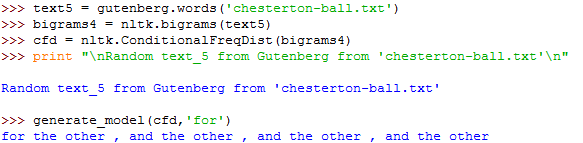 >>> text5 = gutenberg.words('chesterton-ball.txt')
>>> bigrams4 = nltk.bigrams(text5)
>>> cfd = nltk.ConditionalFreqDist(bigrams4)
>>> print "\nRandom text_5 from Gutenberg from 'chesterton-ball.txt'\n"
Random text_5 from Gutenberg from 'chesterton-ball.txt'
>>> generate_model(cfd,'for')
for the other , and the other , and the other , and the other